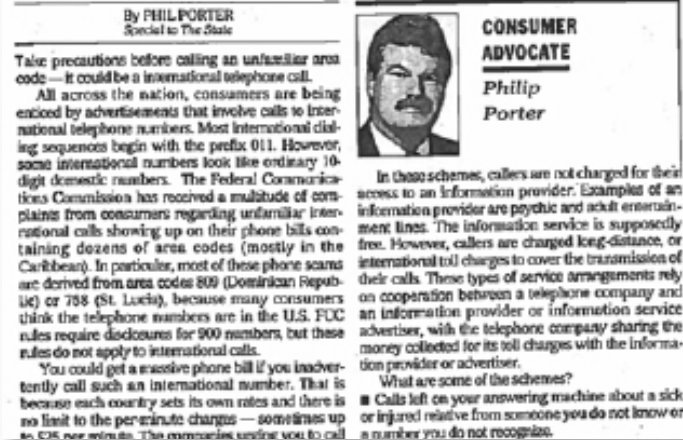 By PHIL PORTER
Special to The State
Take precautions before calling an unfamiliar area
code — it could be a international telephone call.
All across the nation, consumers are being
enticed by advertisements that involve calls to inter-
national telephone numbers. Most international dial-
ing sequences begin with the prefix 011. However,
some international numbers look like ordinary 10-
digit domestic numbers. The Federal Communica-
tions Commission has received a multitude of com-
plaints from consumers regarding unfamiliar inter-
national calls showing up on their phone bills con-
taining dozens of area codes (mostly in the
Caribbean). In particular, most of these phone scams
are derived from area codes 809 (Dominican Repub-
lic) or 758 (St. Lucia), because many consumers
think the telephone numbers are in the U.S. FCC
rules require disclosures for 900 numbers, but these
rules do not apply to international calls.
You could get a massive phone bill if you inadver-
tently call such an international number. That is
because each country sets its own rates and there is
no limit to the per-minute charges — sometimes up
to $25 per minute. The companies urging you to call
CONSUMER
ADVOCATE
Philip
Porter
In these schemes, callers are not charged for their
access to an information provider. Examples of an
information provider are psychic and adult entertain-
ment lines. The information service is supposedly
free. However, callers are charged long-distance, or
international toll charges to cover the transmission of
their calls. These types of service arrangements rely
on cooperation between a telephone company and
an information provider or information service
advertiser, with the telephone company sharing the
money collected for its toll charges with the informa-
tion provider or advertiser.
What are some of the schemes?
■ Calls left on your answering machine about a sick
or injured relative from someone you do not know or
a number you do not recognize.